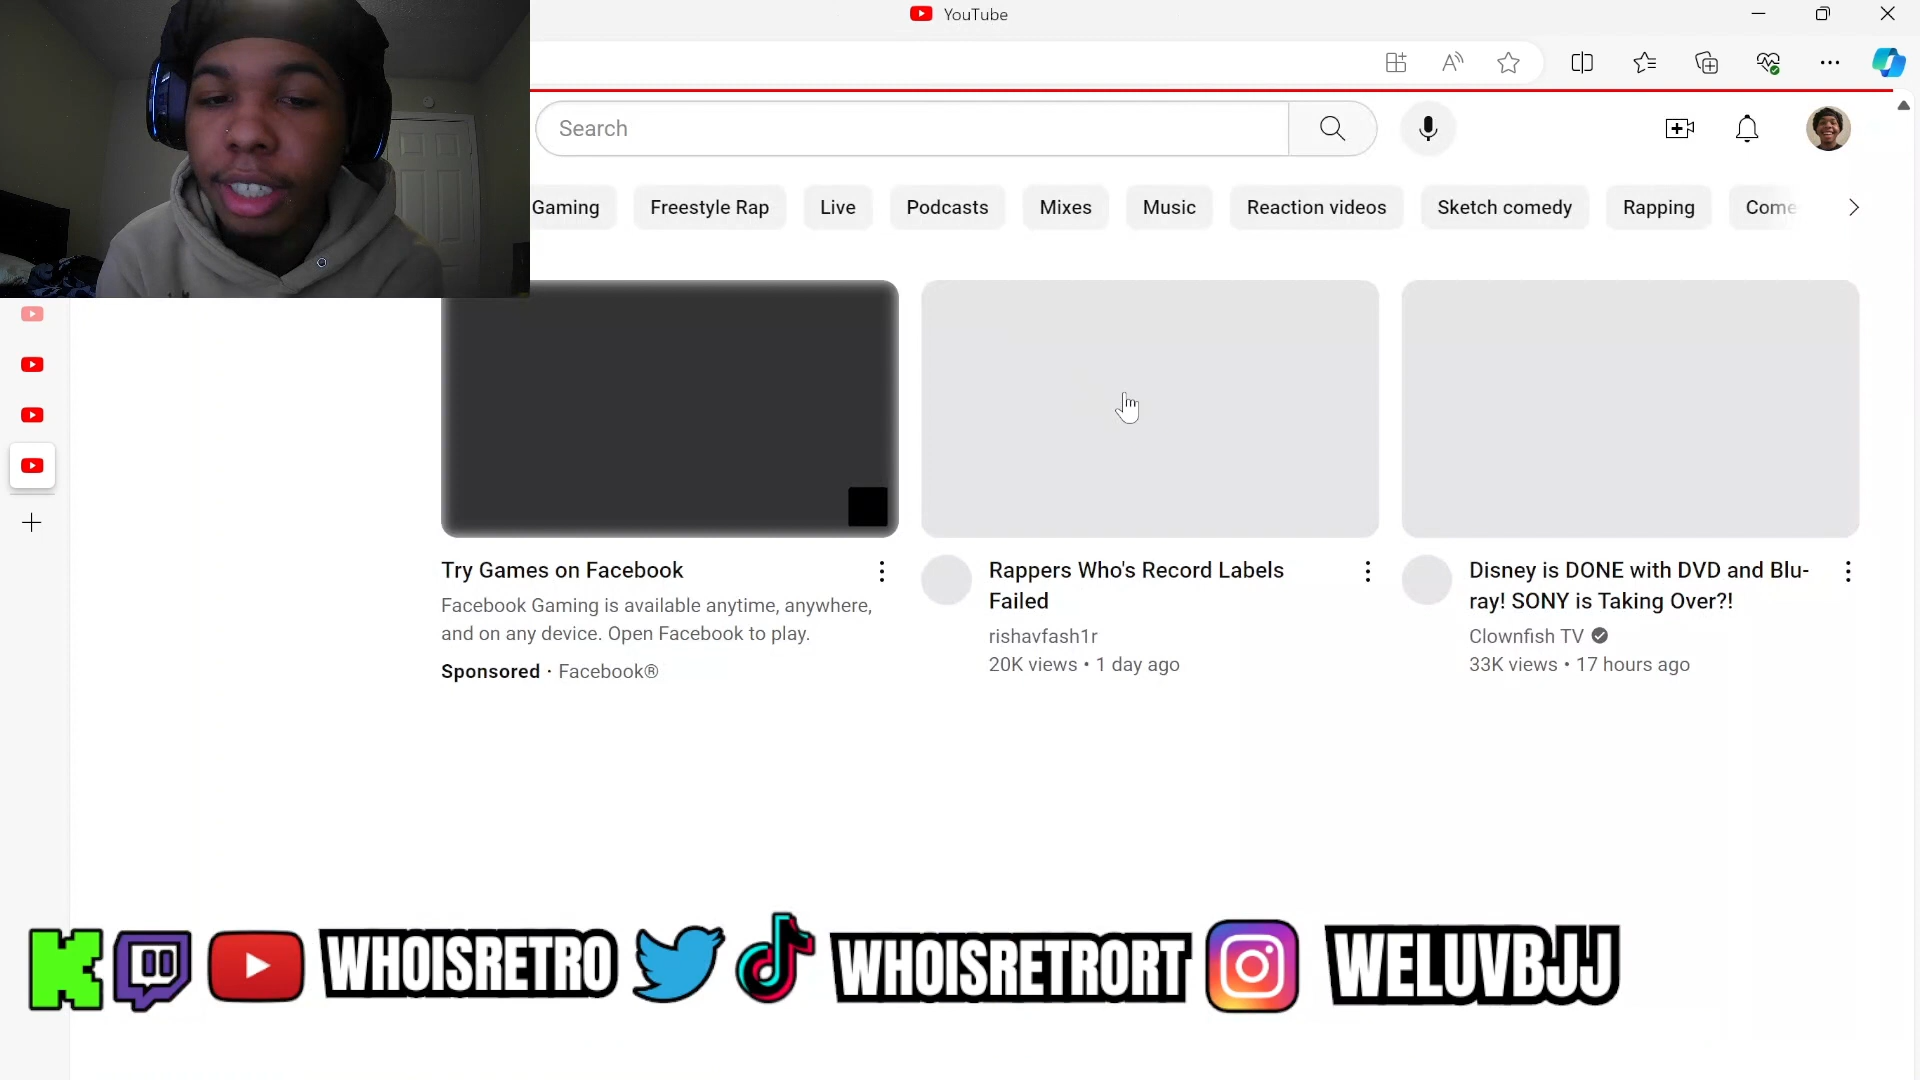 YouTube
Search
Gaming
Freestyle Rap
Live
Podcasts
Mixes
Music
Reaction videos
Sketch comedy
Rapping
Come
Try Games on Facebook
Facebook Gaming is available anytime, anywhere,
and on any device. Open Facebook to play.
Sponsored · Facebook®
Rappers Who's Record Labels
Failed
rishavfash1r
20K views • 1 day ago
Disney is DONE with DVD and Blu-
ray! SONY is Taking Over?!
Clownfish TV
33K views • 17 hours ago
WHOISRETRO
WHOISRETRORT
WELUVBJJ